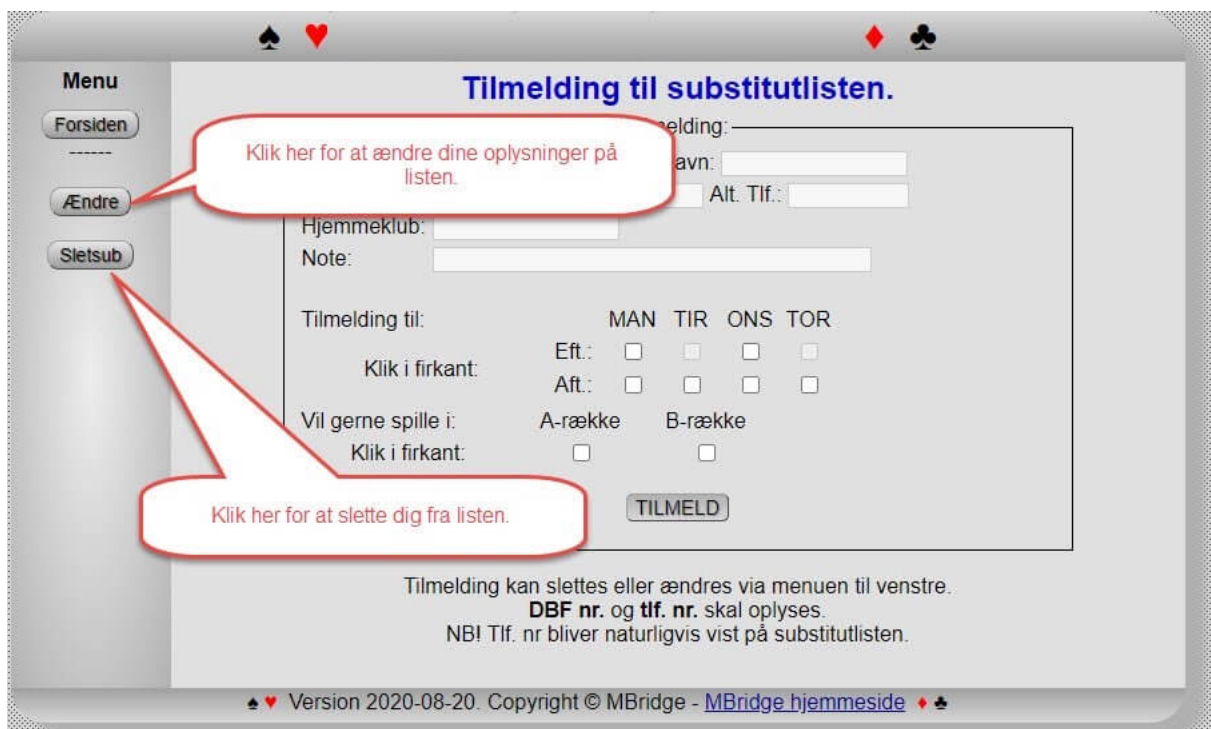 ♠ ♥ ♦ ♣
Menu
Forsiden
------
Ændre
Sletsub
Tilmelding til substitutlisten.
Klik her for at ændre dine oplysninger på
listen.
elding:
avn:
Alt. Tlf.:
Hjemmeklub:
Note:
Tilmelding til: MAN TIR ONS TOR
Eft.:
Klik i firkant:
Aft.:
Vil gerne spille i: A-række B-række
Klik i firkant:
Klik her for at slette dig fra listen.
TILMELD
Tilmelding kan slettes eller ændres via menuen til venstre.
DBF nr. og tlf. nr. skal oplyses.
NB! Tlf. nr bliver naturligvis vist på substitutlisten.
♠ ♥ Version 2020-08-20. Copyright © MBridge - MBridge hjemmeside ♦ ♣